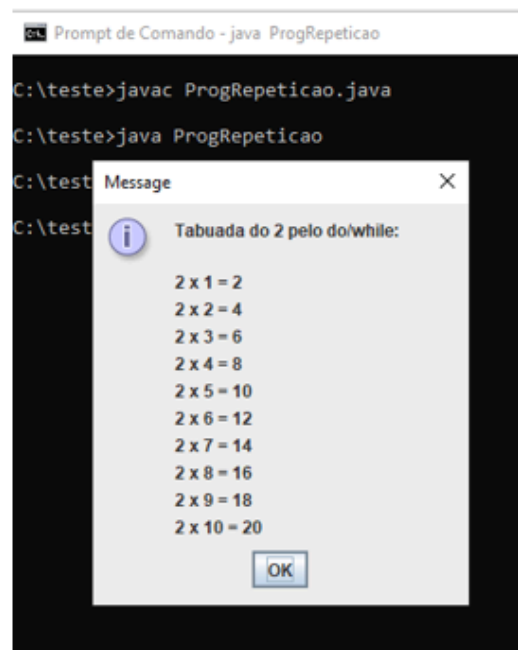 Prompt de Comando - java ProgRepeticao
C:\teste>javac ProgRepeticao.java
C:\teste>java ProgRepeticao
C:\test
Message
C:\test
Tabuada do 2 pelo do/while:
2 x 1 = 2
2 x 2 = 4
2 x 3 = 6
2 x 4 = 8
2 x 5 = 10
2 x 6 = 12
2 x 7 = 14
2 x 8 = 16
2 x 9 = 18
2 x 10 = 20
OK